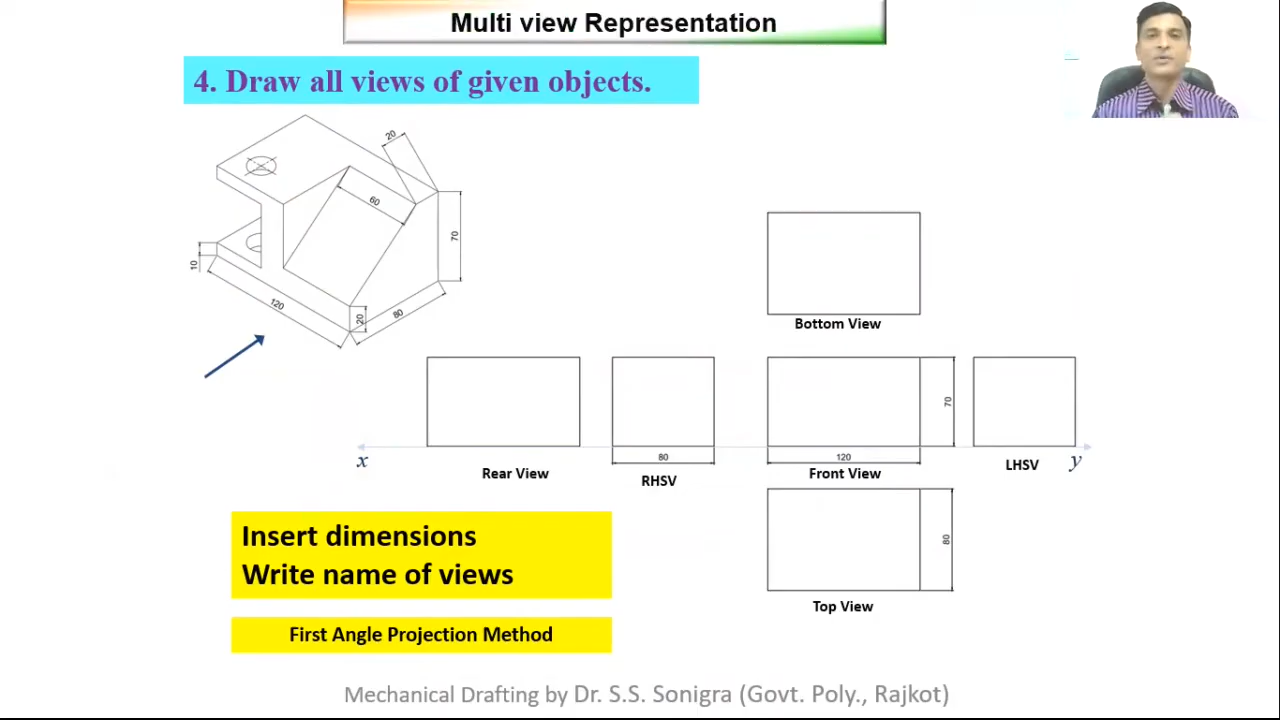 Multi view Representation
4. Draw all views of given objects.
20
60
70
10
120
20
80
Bottom View
70
x
80
120
y
Rear View
RHSV
Front View
LHSV
80
Top View
Insert dimensions
Write name of views
First Angle Projection Method
Mechanical Drafting by Dr. S.S. Sonigra (Govt. Poly., Rajkot)